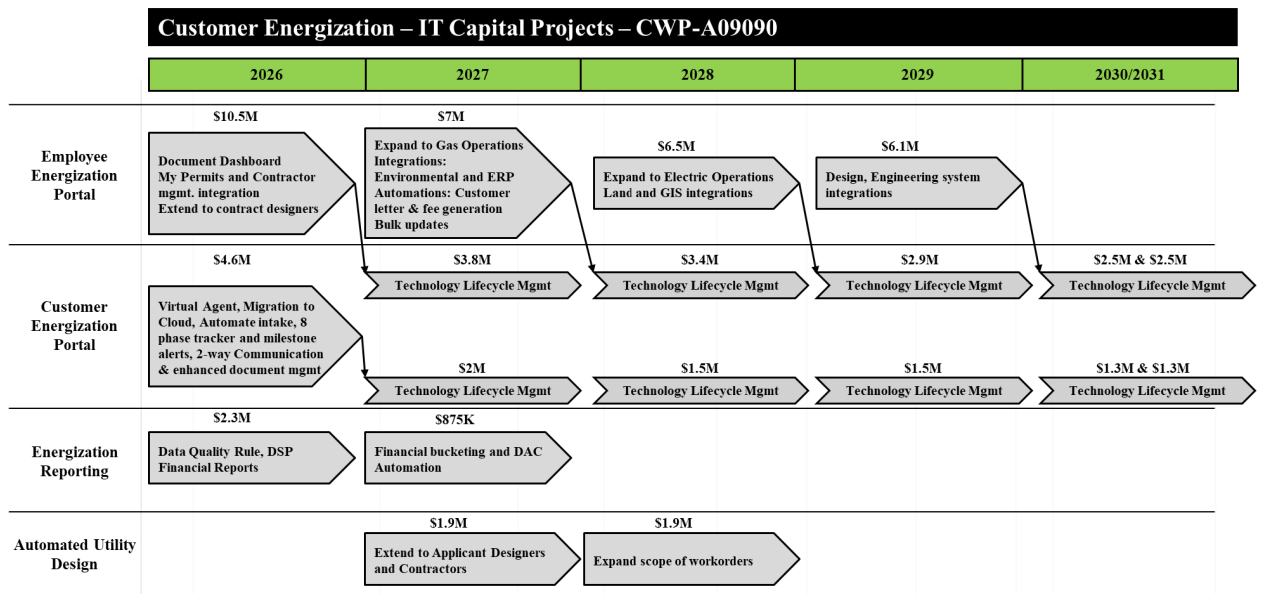 Customer Energization – IT Capital Projects – CWP-A09090
2026
2027
2028
2029
2030/2031
Employee
Energization
Portal
$10.5M
Document Dashboard
My Permits and Contractor
mgmt. integration
Extend to contract designers
$7M
Expand to Gas Operations
Integrations:
Environmental and ERP
Automations: Customer
letter & fee generation
Bulk updates
$6.5M
Expand to Electric Operations
Land and GIS integrations
$6.1M
Design, Engineering system
integrations
Customer
Energization
Portal
$4.6M
Virtual Agent, Migration to
Cloud, Automate intake, 8
phase tracker and milestone
alerts, 2-way Communication
& enhanced document mgmt
$3.8M
Technology Lifecycle Mgmt
$3.4M
Technology Lifecycle Mgmt
$2.9M
Technology Lifecycle Mgmt
$2.5M & $2.5M
Technology Lifecycle Mgmt
$2M
Technology Lifecycle Mgmt
$1.5M
Technology Lifecycle Mgmt
$1.5M
Technology Lifecycle Mgmt
$1.3M & $1.3M
Technology Lifecycle Mgmt
Energization
Reporting
$2.3M
Data Quality Rule, DSP
Financial Reports
$875K
Financial bucketing and DAC
Automation
Automated Utility
Design
$1.9M
Extend to Applicant Designers
and Contractors
$1.9M
Expand scope of workorders